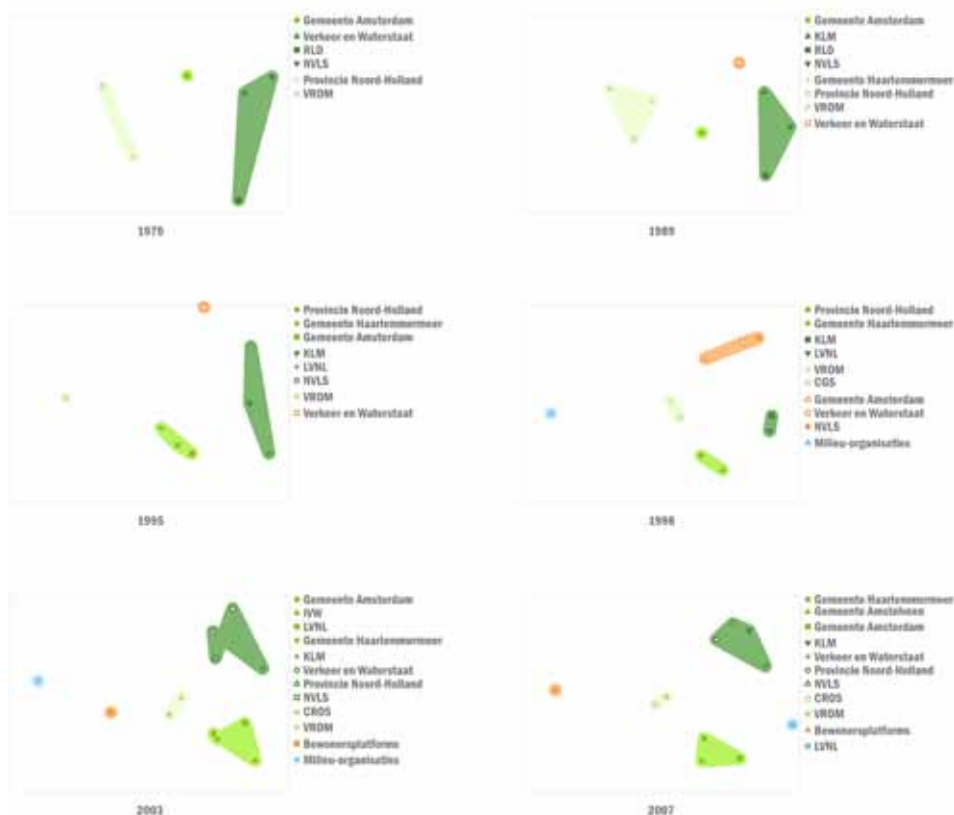 Gemeente Amsterdam
Verkeer en Waterstaat
RLD
NVLS
Provincie Noord-Holland
VROM
1979
Gemeente Amsterdam
KLM
RLD
NVLS
Gemeente Haarlemmermeer
Provincie Noord-Holland
VROM
Verkeer en Waterstaat
1989
Provincie Noord-Holland
Gemeente Haarlemmermeer
Gemeente Amsterdam
KLM
LVNL
NVLS
VROM
Verkeer en Waterstaat
1995
Provincie Noord-Holland
Gemeente Haarlemmermeer
KLM
LVNL
VROM
CGS
Gemeente Amsterdam
Verkeer en Waterstaat
NVLS
Milieu-organisaties
1998
Gemeente Amsterdam
IVW
LVNL
Gemeente Haarlemmermeer
KLM
Verkeer en Waterstaat
Provincie Noord-Holland
NVLS
CROS
VROM
Bewonersplatforms
Milieu-organisaties
2003
Gemeente Haarlemmermeer
Gemeente Amstelveen
Gemeente Amsterdam
KLM
Verkeer en Waterstaat
Provincie Noord-Holland
NVLS
CROS
VROM
Bewonersplatforms
LVNL
2007